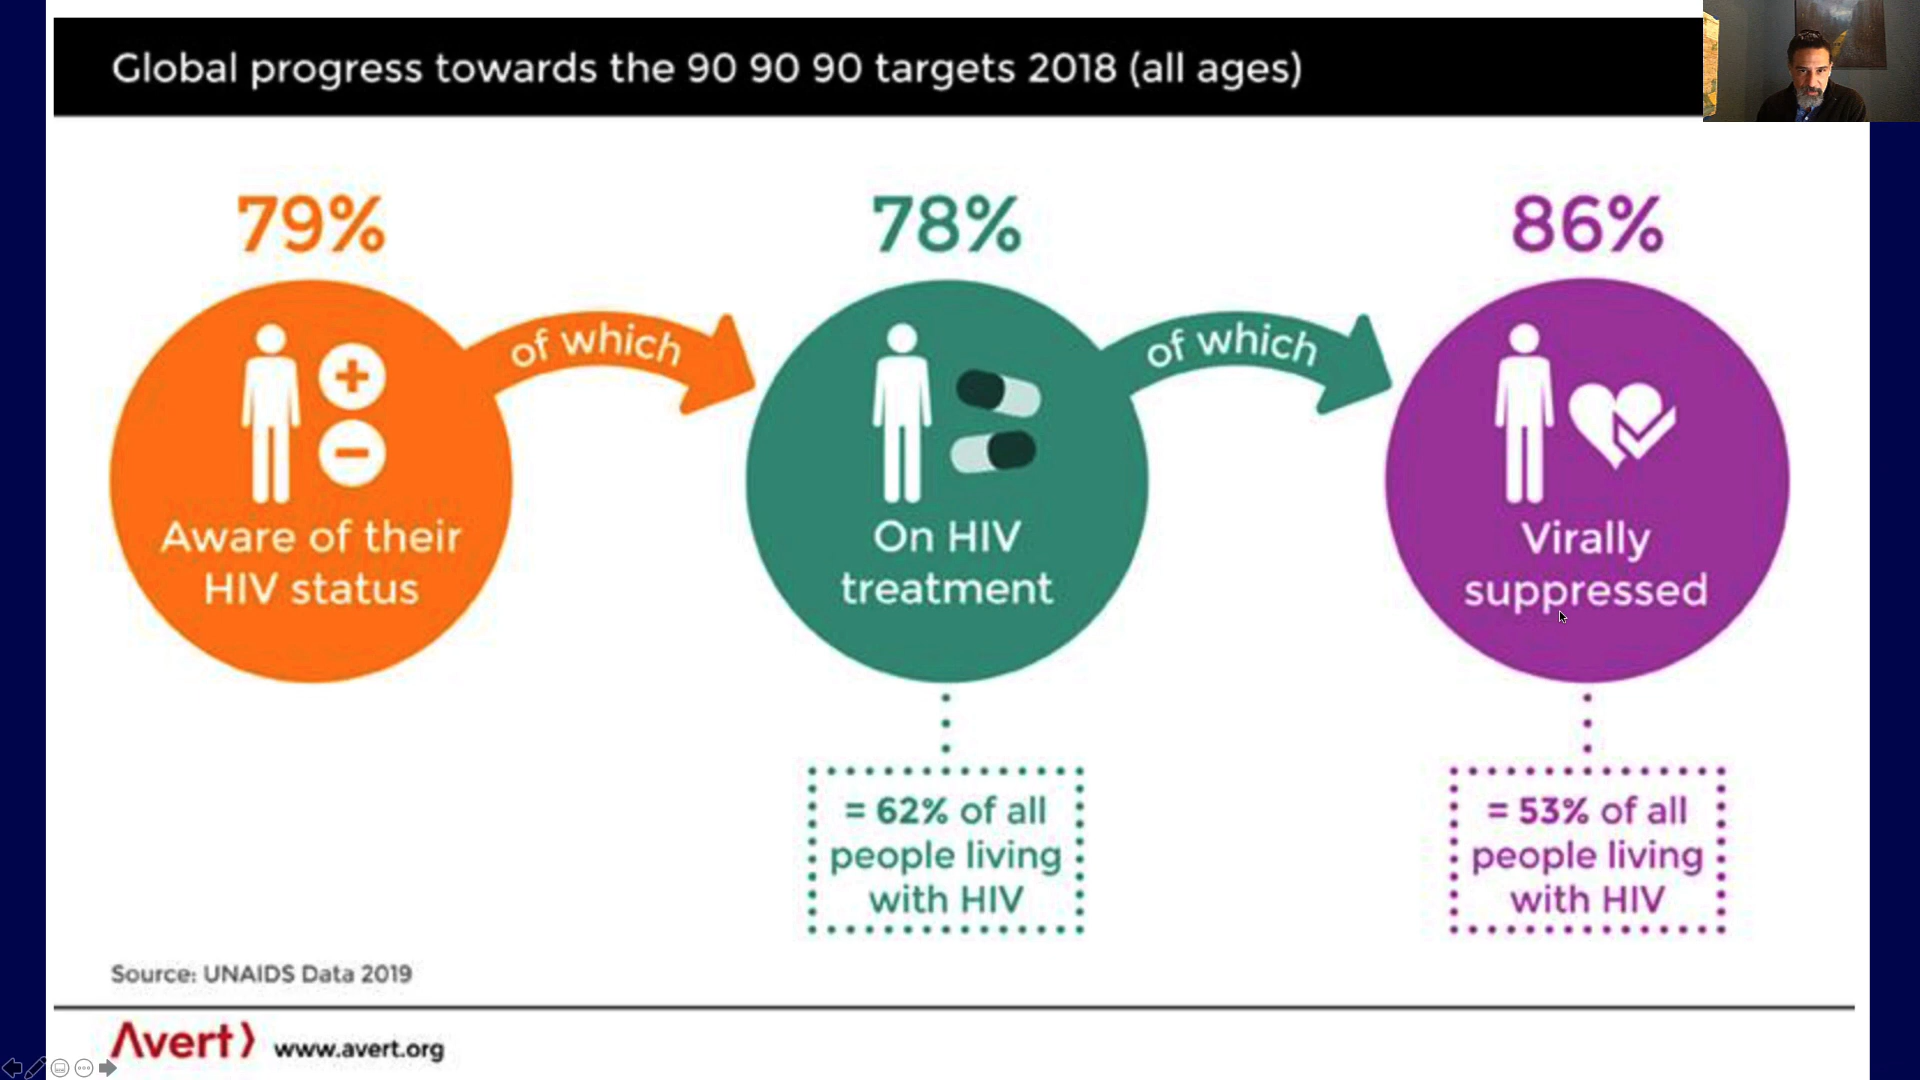 Global progress towards the 90 90 90 targets 2018 (all ages)
79%
Aware of their
HIV status
of which
78%
On HIV
treatment
= 62% of all
people living
with HIV
of which
86%
Virally
suppressed
= 53% of all
people living
with HIV
Source: UNAIDS Data 2019
Avert
www.avert.org